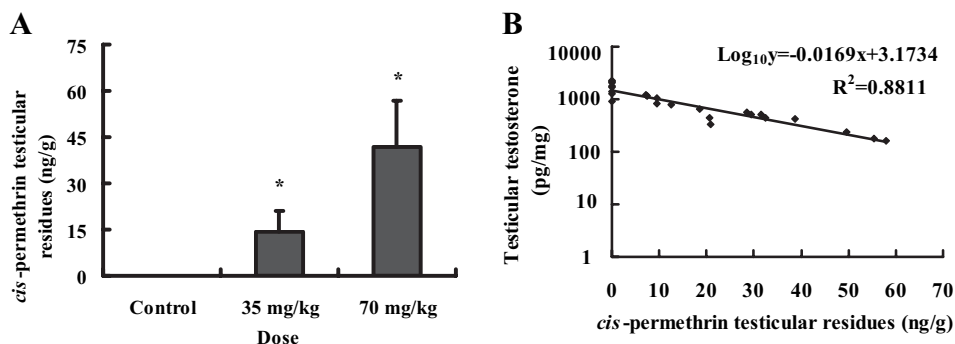 A
cis-permethrin testicular
residues (ng/g)
75
60
45
30
15
0
*
*
Control
35 mg/kg
70 mg/kg
Dose
B
Testicular testosterone
(pg/mg)
10000
1000
100
10
1
Log10y=-0.0169x+3.1734
R2=0.8811
0
10
20
30
40
50
60
70
cis-permethrin testicular residues (ng/g)